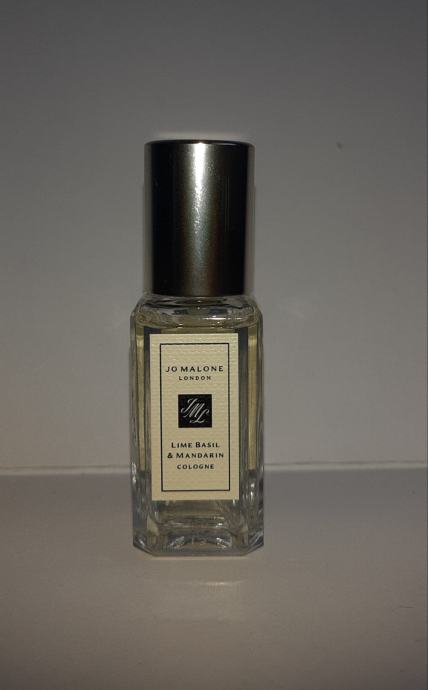 JO MALONE
LONDON
JML
LIME BASIL
& MANDARIN
COLOGNE